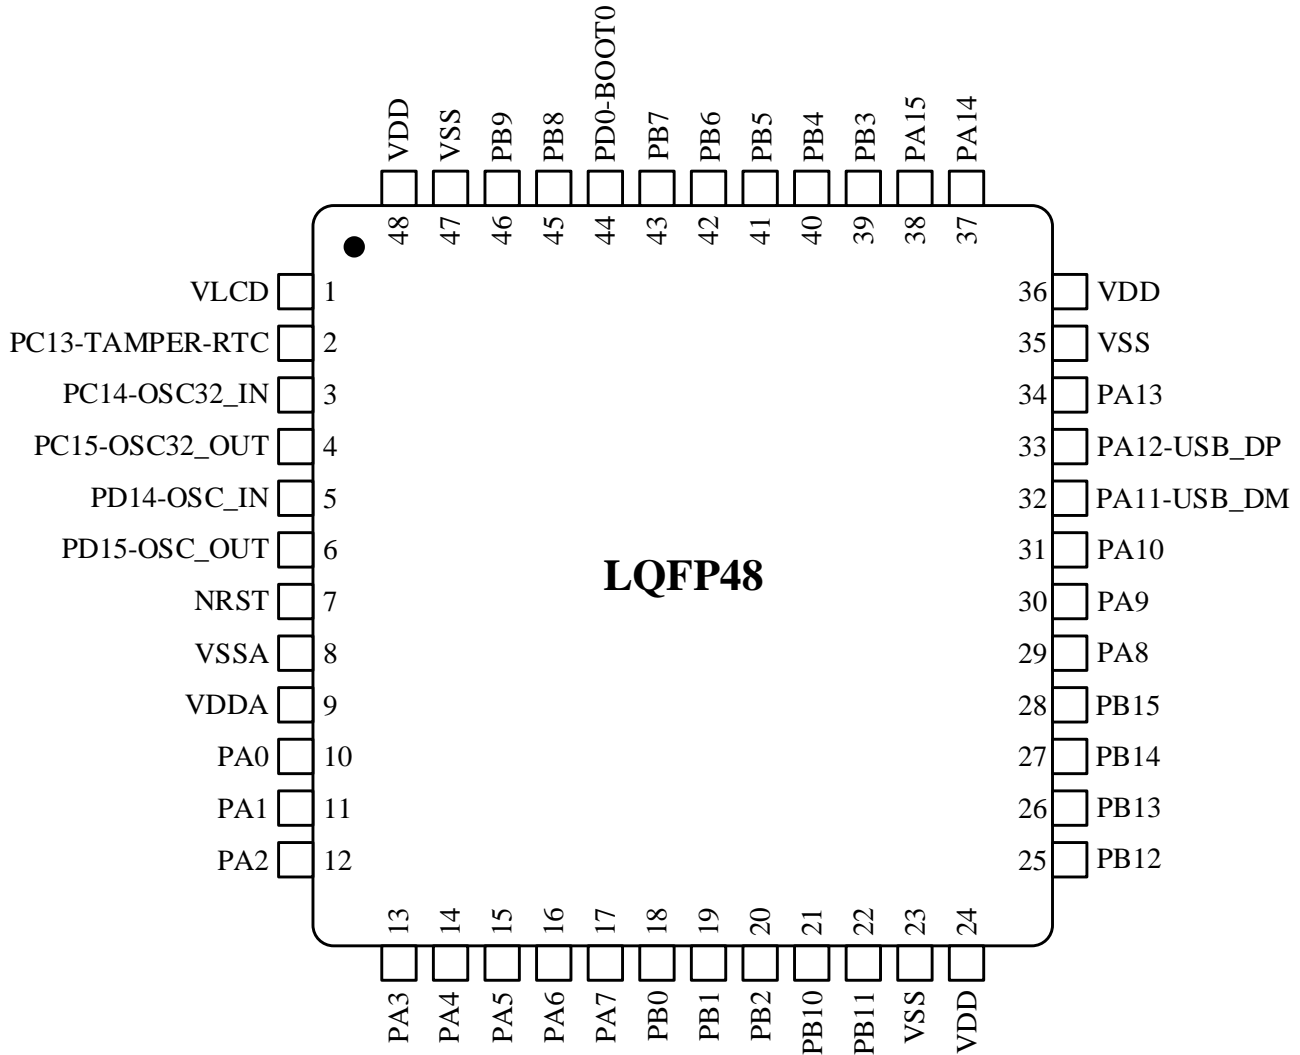 VDD
VSS
PB9
PB8
PD0-BOOT0
PB7
PB6
PB5
PB4
PB3
PA15
PA14
48
47
46
45
44
43
42
41
40
39
38
37
VLCD 1
PC13-TAMPER-RTC 2
PC14-OSC32_IN 3
PC15-OSC32_OUT 4
PD14-OSC_IN 5
PD15-OSC_OUT 6
NRST 7
VSSA 8
VDDA 9
PA0 10
PA1 11
PA2 12
LQFP48
36 VDD
35 VSS
34 PA13
33 PA12-USB_DP
32 PA11-USB_DM
31 PA10
30 PA9
29 PA8
28 PB15
27 PB14
26 PB13
25 PB12
13
14
15
16
17
18
19
20
21
22
23
24
PA3
PA4
PA5
PA6
PA7
PB0
PB1
PB2
PB10
PB11
VSS
VDD